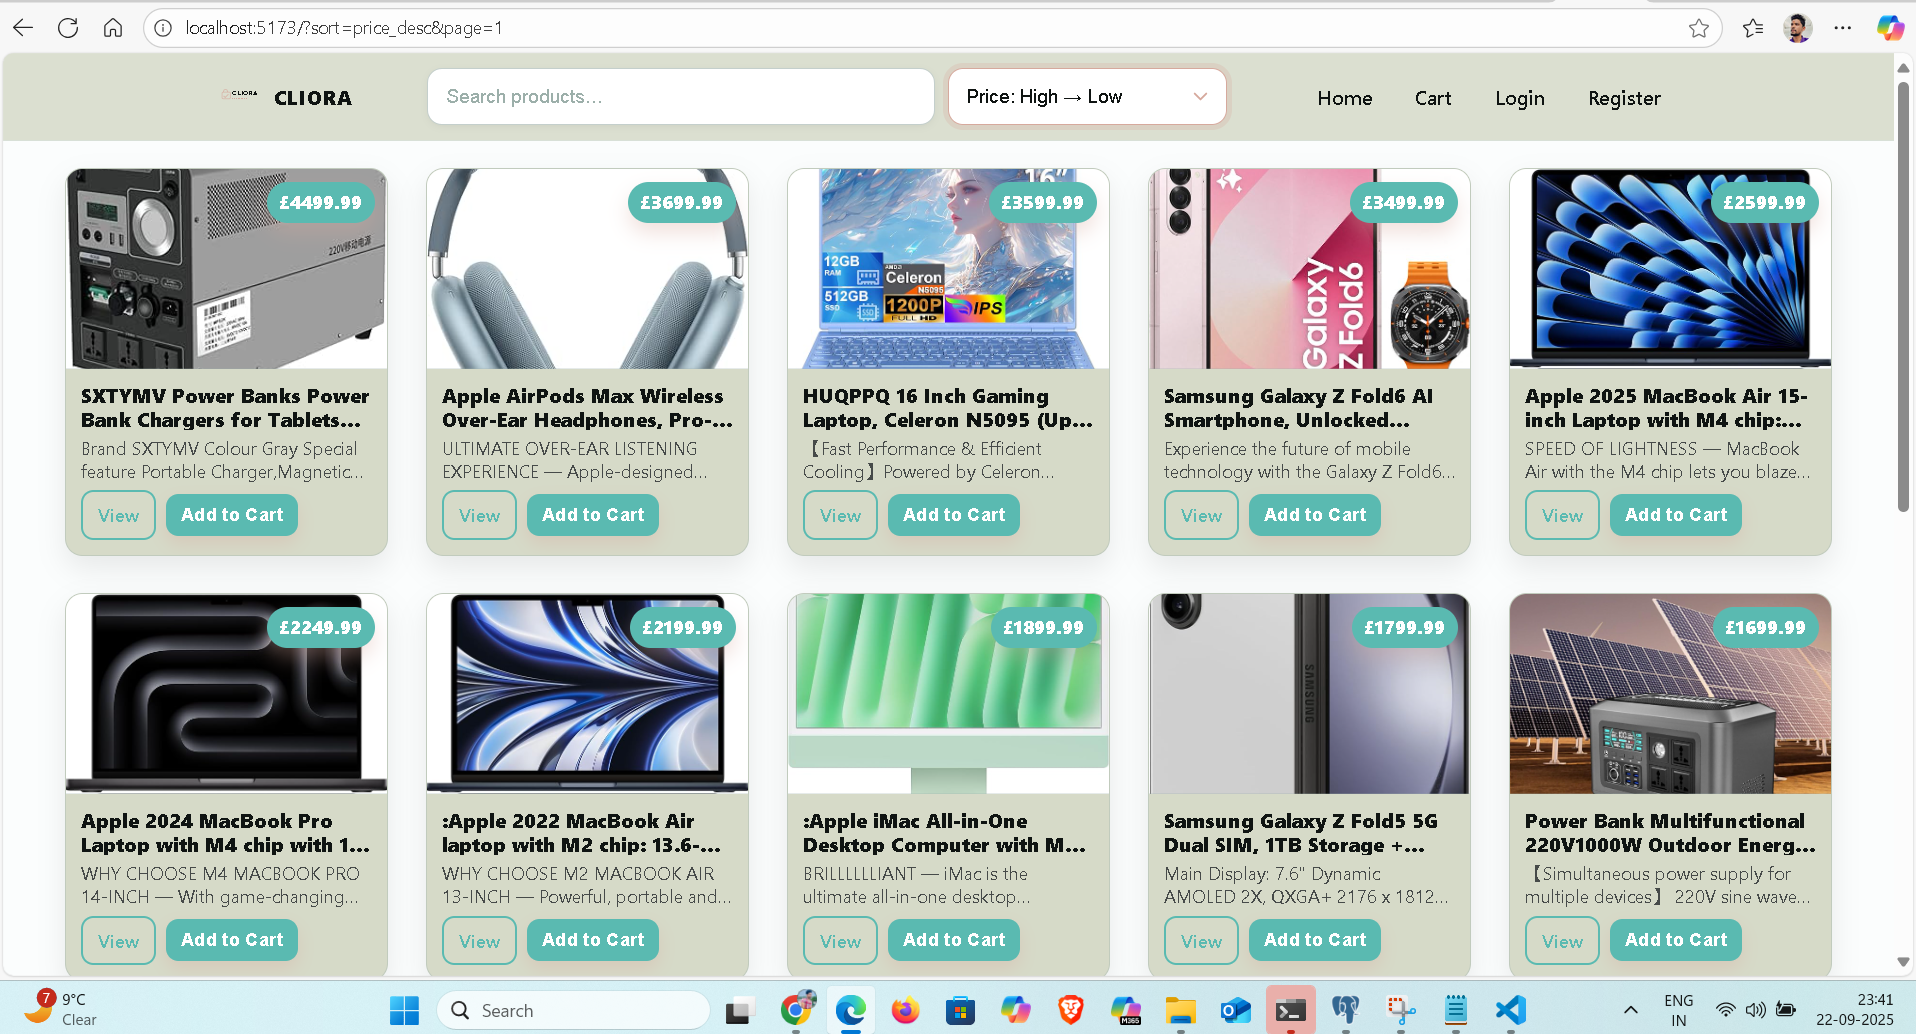 localhost:5173/?sort=price_desc&page=1
CLIORA
CLIORA
Search products...
Price: High → Low
Home
Cart
Login
Register
£4499.99
220V移动电源
SXTYMV Power Banks Power
Bank Chargers for Tablets...
Brand SXTYMV Colour Gray Special
feature Portable Charger,Magnetic...
View
Add to Cart
£3699.99
Apple AirPods Max Wireless
Over-Ear Headphones, Pro-...
ULTIMATE OVER-EAR LISTENING
EXPERIENCE — Apple-designed...
View
Add to Cart
16"
£3599.99
12GB
RAM
512GB
SSD
SSD
Celeron
N5095
1200P
FULL HD
IPS
HUQPPQ 16 Inch Gaming
Laptop, Celeron N5095 (Up...
【Fast Performance & Efficient
Cooling】Powered by Celeron...
View
Add to Cart
£3499.99
Galaxy
Z Fold6
Samsung Galaxy Z Fold6 AI
Smartphone, Unlocked...
Experience the future of mobile
technology with the Galaxy Z Fold6...
View
Add to Cart
£2599.99
Apple 2025 MacBook Air 15-
inch Laptop with M4 chip:...
SPEED OF LIGHTNESS — MacBook
Air with the M4 chip lets you blaze...
View
Add to Cart
£2249.99
Apple 2024 MacBook Pro
Laptop with M4 chip with 1...
WHY CHOOSE M4 MACBOOK PRO
14-INCH — With game-changing...
View
Add to Cart
£2199.99
:Apple 2022 MacBook Air
laptop with M2 chip: 13.6-...
WHY CHOOSE M2 MACBOOK AIR
13-INCH — Powerful, portable and...
View
Add to Cart
£1899.99
:Apple iMac All-in-One
Desktop Computer with M...
BRILLLLLLIANT — iMac is the
ultimate all-in-one desktop...
View
Add to Cart
£1799.99
SAMSUNG
Samsung Galaxy Z Fold5 5G
Dual SIM, 1TB Storage +...
Main Display: 7.6" Dynamic
AMOLED 2X, QXGA+ 2176 x 1812...
View
Add to Cart
£1699.99
Power Bank Multifunctional
220V1000W Outdoor Energ...
【Simultaneous power supply for
multiple devices】 220V sine wave...
View
Add to Cart
7
9°C
Clear
Search
M365
ENG
IN
23:41
22-09-2025